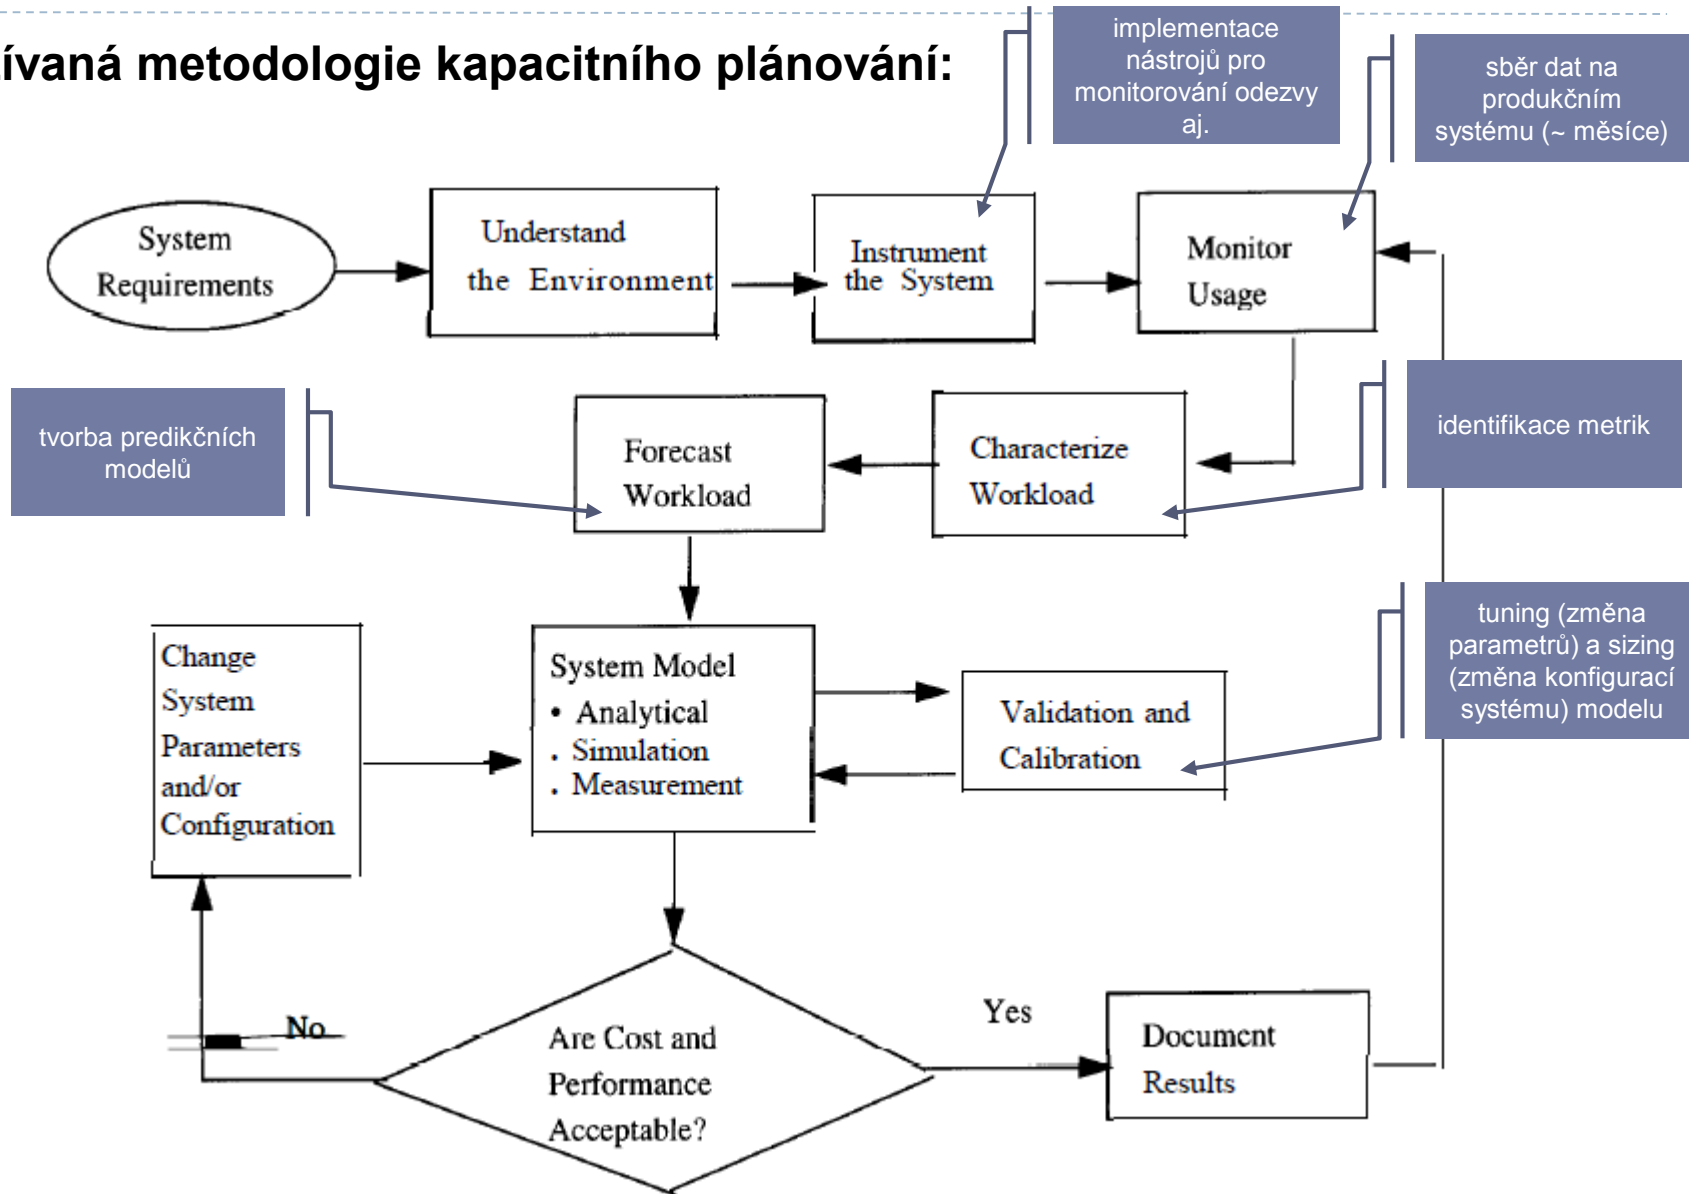 ívaná metodologie kapacitního plánování:
implementace
nástrojů pro
monitorování odezvy
aj.
sběr dat na
produkčním
systému (~ měsíce)
System
Requirements
Understand
the Environment
Instrument
the System
Monitor
Usage
tvorba predikčních
modelů
Forecast
Workload
Characterize
Workload
identifikace metrik
Change
System
Parameters
and/or
Configuration
System Model
• Analytical
. Simulation
. Measurement
Validation and
Calibration
tuning (změna
parametrů) a sizing
(změna konfigurací
systému) modelu
No
Are Cost and
Performance
Acceptable?
Yes
Document
Results